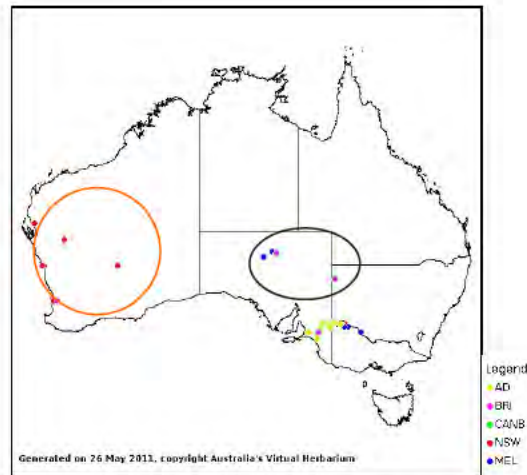 Legend
AD
BRI
CANB
NSW
MEL
Generated on 26 May 2011, copyright Australia's Virtual Herbarium